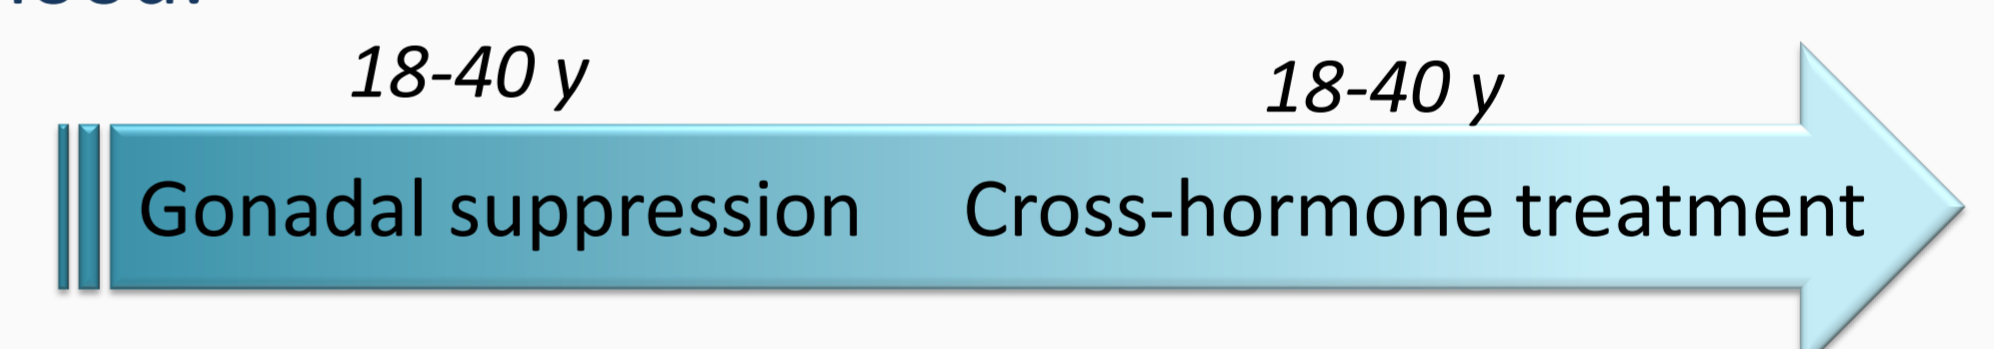 18-40 y 18-40 y
Gonadal suppression Cross-hormone treatment